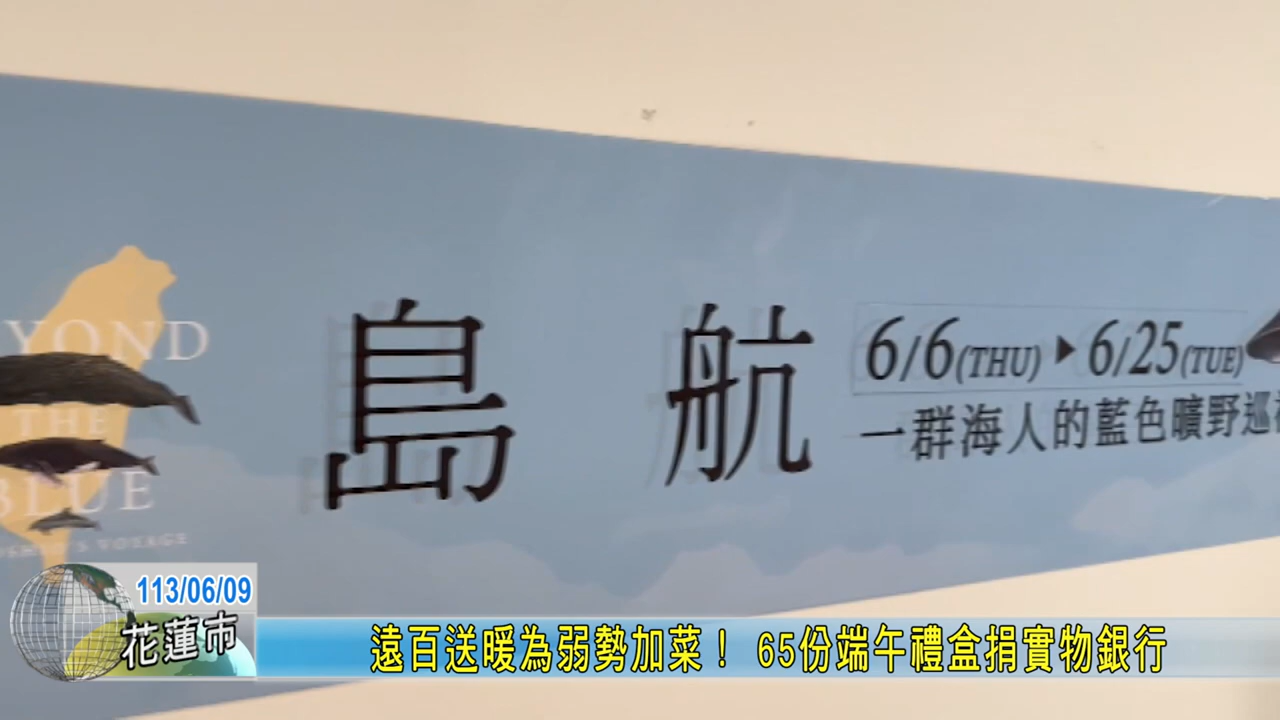 YOND
THE
BLUE
VOYAGE
島航
6/6(THU)▶6/25(TUE)
一群海人的藍色曠野巡
113/06/09
花蓮市
遠百送暖為弱勢加菜! 65份端午禮盒捐實物銀行